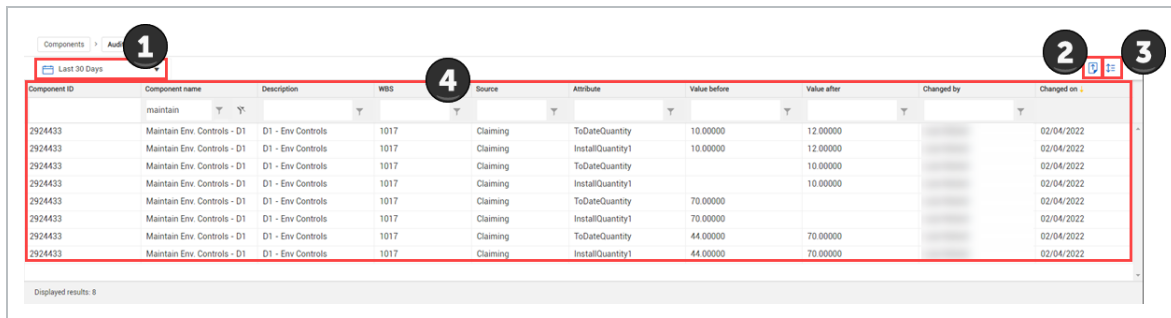 Components > Audi
1
2
3
Last 30 Days
4
Component ID Component name Description WBS Source Attribute Value before Value after Changed by Changed on
maintain
2924433 Maintain Env. Controls - D1 D1 - Env Controls 1017 Claiming ToDateQuantity 10.00000 12.00000 02/04/2022
2924433 Maintain Env. Controls - D1 D1 - Env Controls 1017 Claiming InstallQuantity1 10.00000 12.00000 02/04/2022
2924433 Maintain Env. Controls - D1 D1 - Env Controls 1017 Claiming ToDateQuantity 10.00000 02/04/2022
2924433 Maintain Env. Controls - D1 D1 - Env Controls 1017 Claiming InstallQuantity1 10.00000 02/04/2022
2924433 Maintain Env. Controls - D1 D1 - Env Controls 1017 Claiming ToDateQuantity 70.00000 02/04/2022
2924433 Maintain Env. Controls - D1 D1 - Env Controls 1017 Claiming InstallQuantity1 70.00000 02/04/2022
2924433 Maintain Env. Controls - D1 D1 - Env Controls 1017 Claiming ToDateQuantity 44.00000 70.00000 02/04/2022
2924433 Maintain Env. Controls - D1 D1 - Env Controls 1017 Claiming InstallQuantity1 44.00000 70.00000 02/04/2022
Displayed results: 8